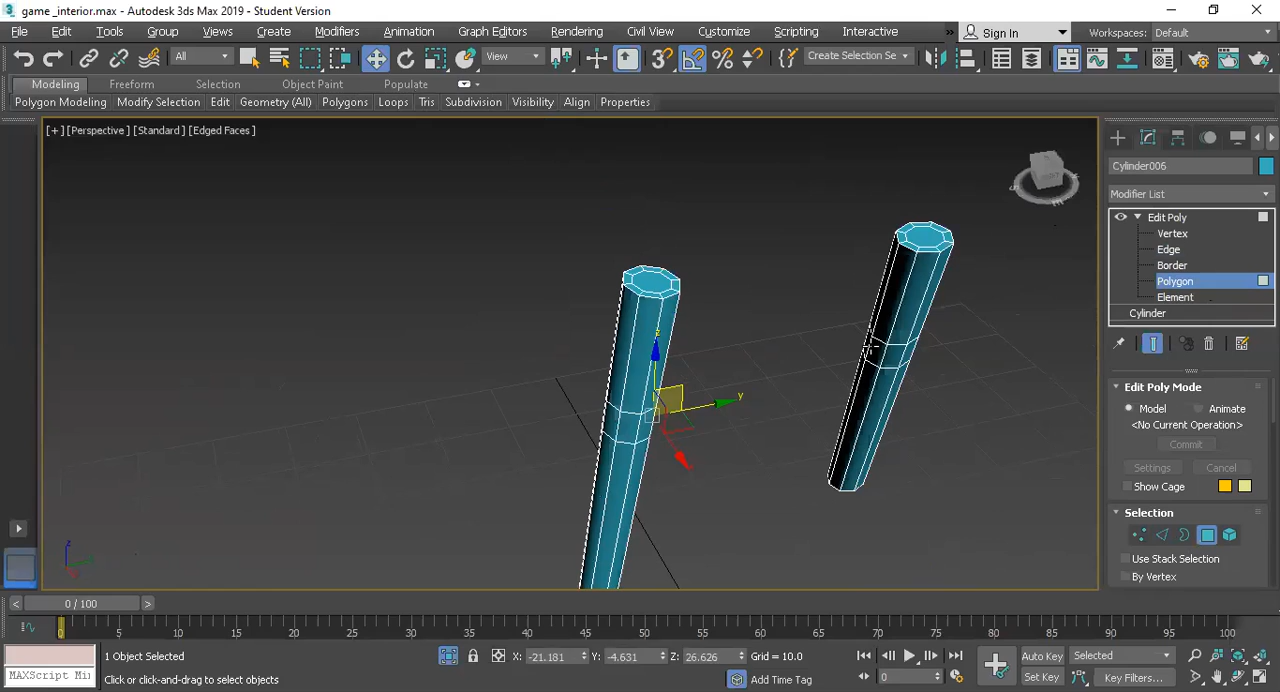 game _interior.max - Autodesk 3ds Max 2019 - Student Version
File Edit Tools Group Views Create Modifiers Animation Graph Editors Rendering Civil View Customize Scripting Interactive Sign In Workspaces: Default
All View Create Selection Se
Modeling Freeform Selection Object Paint Populate
Polygon Modeling Modify Selection Edit Geometry (All) Polygons Loops Tris Subdivision Visibility Align Properties
[+] [Perspective ] [Standard ] [Edged Faces ]
Cylinder006
Modifier List
Edit Poly
Vertex
Edge
Border
Polygon
Element
Cylinder
Edit Poly Mode
Model Animate
<No Current Operation>
Commit
Settings Cancel
Show Cage
Selection
Use Stack Selection
By Vertex
z
y
z
0 / 100
0 5 10 15 20 25 30 35 40 45 50 55 60 65 70 75 80 85 90 95 100
1 Object Selected X: -21.181 Y: -4.631 Z: 26.626 Grid = 10.0 Auto Key Selected
MAXScript Mi Click or click-and-drag to select objects Add Time Tag 0 Set Key Key Filters...